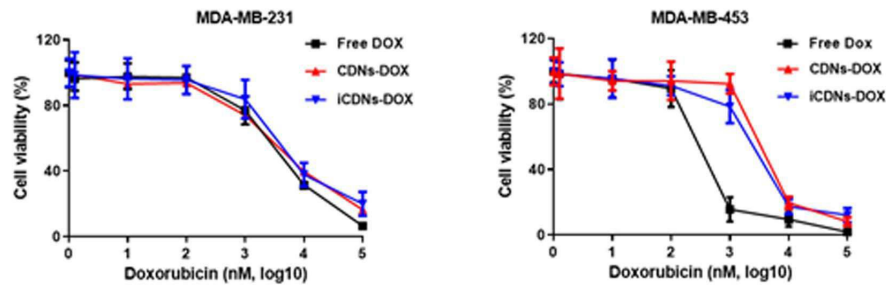 MDA-MB-231
Cell viability (%)
120
80
40
0
0 1 2 3 4 5
Doxorubicin (nM, log10)
Free DOX
CDNs-DOX
iCDNs-DOX
MDA-MB-453
Cell viability (%)
120
80
40
0
0 1 2 3 4 5
Doxorubicin (nM, log10)
Free Dox
CDNs-DOX
iCDNs-DOX